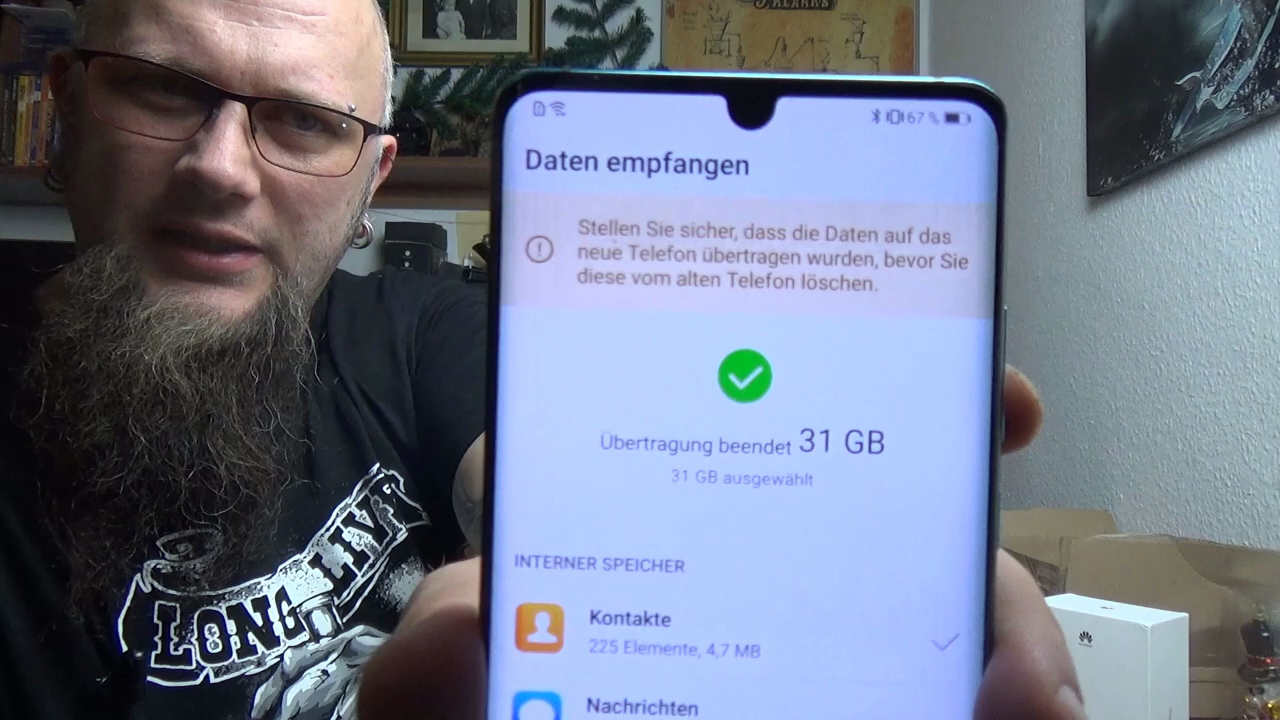 67 %
Daten empfangen
Stellen Sie sicher, dass die Daten auf das
neue Telefon übertragen wurden, bevor Sie
diese vom alten Telefon löschen.
Übertragung beendet 31 GB
31 GB ausgewählt
INTERNER SPEICHER
Kontakte
225 Elemente, 4,7 MB
Nachrichten
LONG LIVE